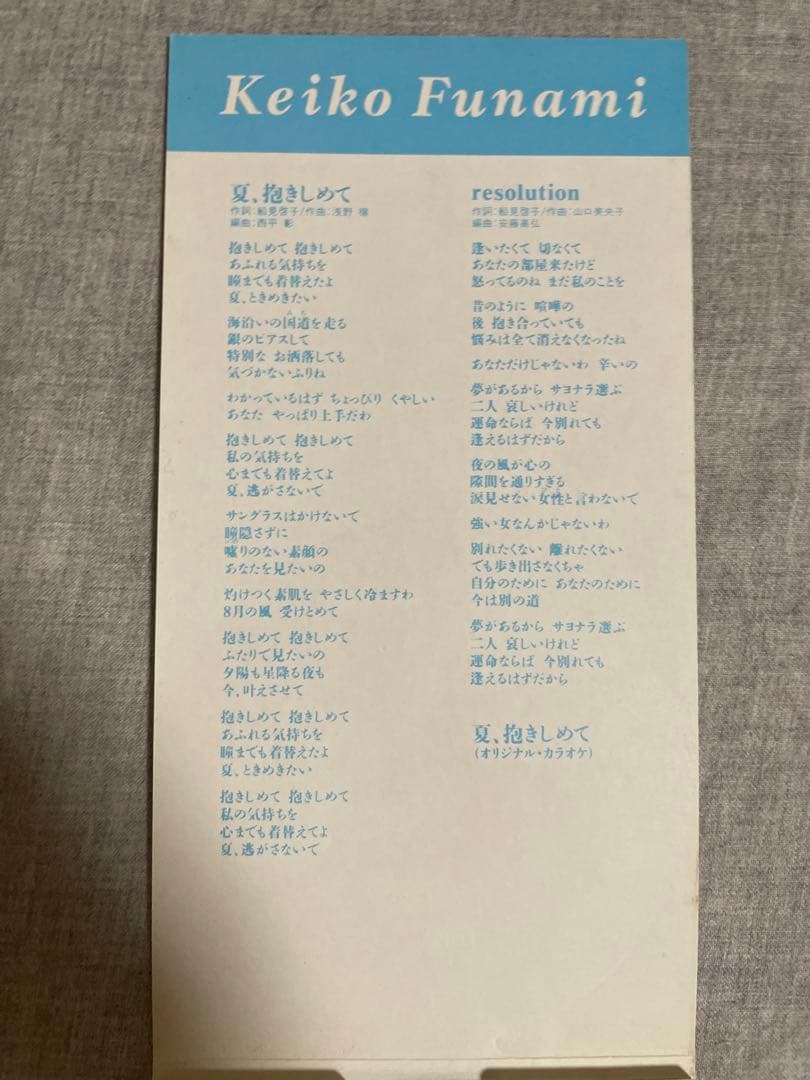 Keiko Funami
夏、抱きしめて
作詞：船見啓子/作曲：浅野 穣
編曲：西平 彰
抱きしめて 抱きしめて
あふれる気持ちを
瞳までも着替えたよ
夏、ときめきたい
海沿いの国道を走る
銀のピアスして
特別な お洒落しても
気づかないふりね
わかっているはず ちょっぴり くやしい
あなた やっぱり上手だわ
抱きしめて 抱きしめて
私の気持ちを
心までも着替えてよ
夏、逃がさないで
サングラスはかけないで
瞳隠さずに
嘘りのない素顔の
あなたを見たいの
灼けつく素肌を やさしく冷ますわ
8月の風 受けとめて
抱きしめて 抱きしめて
ふたりで見たいの
夕陽も星降る夜も
今、叶えさせて
抱きしめて 抱きしめて
あふれる気持ちを
瞳までも着替えたよ
夏、ときめきたい
抱きしめて 抱きしめて
私の気持ちを
心までも着替えてよ
夏、逃がさないで
resolution
作詞：船見啓子/作曲：山口美央子
編曲：安藤高弘
逢いたくて 切なくて
あなたの部屋来たけど
怒ってるのね まだ私のことを
昔のように 喧嘩の
後 抱き合っていても
悩みは全て消えなくなったね
あなただけじゃないわ 辛いの
夢があるから サヨナラ選ぶ
二人 哀しいけれど
運命ならば 今別れても
逢えるはずだから
夜の風が心の
隙間を通りすぎる
涙見せない女性と言わないで
強い女なんかじゃないわ
別れたくない 離れたくない
でも歩き出さなくちゃ
自分のために あなたのために
今は別の道
夢があるから サヨナラ選ぶ
二人 哀しいけれど
運命ならば 今別れても
逢えるはずだから
夏、抱きしめて
(オリジナル・カラオケ)